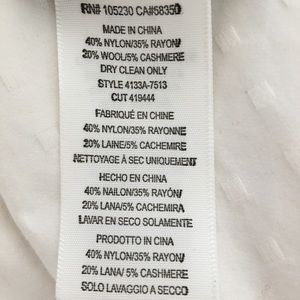 RN# 105230 CA#58350
MADE IN CHINA
40% NYLON/35% RAYON/
20% WOOL/5% CASHMERE
DRY CLEAN ONLY
STYLE 4133A-7513
CUT 419444
FABRIQUÉ EN CHINE
40% NYLON/35% RAYONNE
20% LAINE/5% CACHEMIRE
NETTOYAGE À SEC UNIQUEMENT
HECHO EN CHINA
40% NAILON/35% RAYÓN/
20% LANA/5% CACHEMIRA
LAVAR EN SECO SOLAMENTE
PRODOTTO IN CINA
40% NYLON/35% RAYON/
20% LANA/ 5% CASHMERE
SOLO LAVAGGIO A SECCO